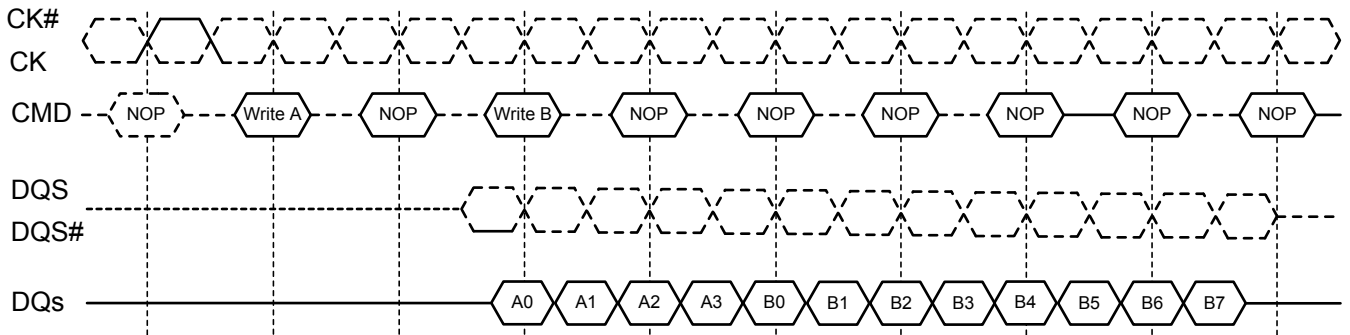 CK#
CK
CMD NOP Write A NOP Write B NOP NOP NOP NOP NOP NOP
DQS
DQS#
DQs A0 A1 A2 A3 B0 B1 B2 B3 B4 B5 B6 B7